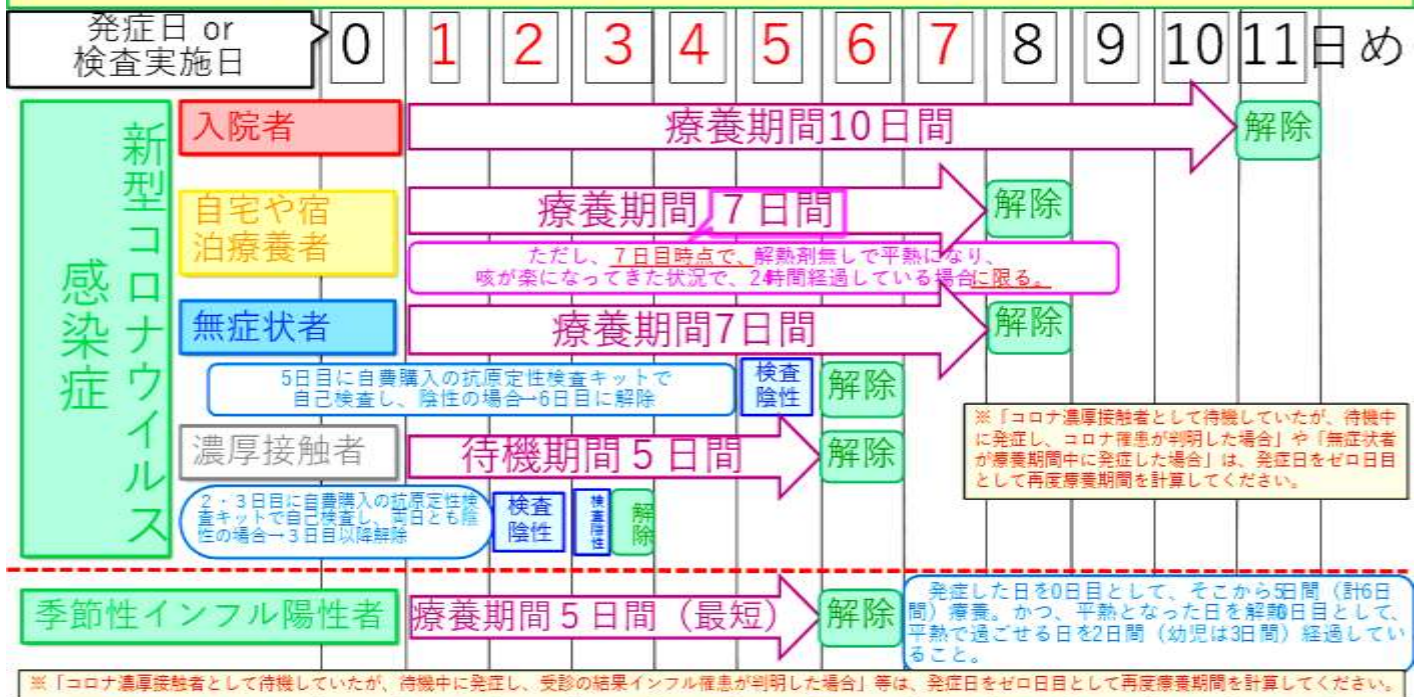 発症日 or
検査実施日
0 1 2 3 4 5 6 7 8 9 10 11日め
新型コロナウイルス
感染症
入院者
療養期間10日間
解除
自宅や宿
泊療養者
療養期間 7日間
解除
ただし、7日目時点で、解熱剤無しで平熱になり、
咳が楽になってきた状況で、24時間経過している場合に限る。
無症状者
療養期間7日間
解除
5日目に自費購入の抗原定性検査キットで
自己検査し、陰性の場合→6日目に解除
検査
陰性
解除
濃厚接触者
待機期間5日間
解除
※「コロナ濃厚接触者として待機していたが、待機中
に発症し、コロナ罹患が判明した場合」や「無症状者
が療養期間中に発症した場合」は、発症日をゼロ日目
として再度療養期間を計算してください。
2・3日目に自費購入の抗原定性検
査キットで自己検査し、両日とも陰
性の場合→3日目以降解除
検査
陰性
検査陰性
解除
季節性インフル陽性者
療養期間5日間(最短)
解除
発症した日を0日目として、そこから5日間(計6日
間)療養。かつ、平熱となった日を解熱0日目として、
平熱で過ごせる日を2日間(幼児は3日間)経過してい
ること。
※「コロナ濃厚接触者として待機していたが、待機中に発症し、受診の結果インフル罹患が判明した場合」等は、発症日をゼロ日目として再度療養期間を計算してください。